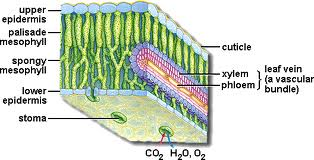 upper
epidermis
palisade
mesophyll
spongy
mesophyll
lower
epidermis
stoma
cuticle
xylem
phloem
leaf vein
(a vascular
bundle)
CO₂ H₂O, O₂